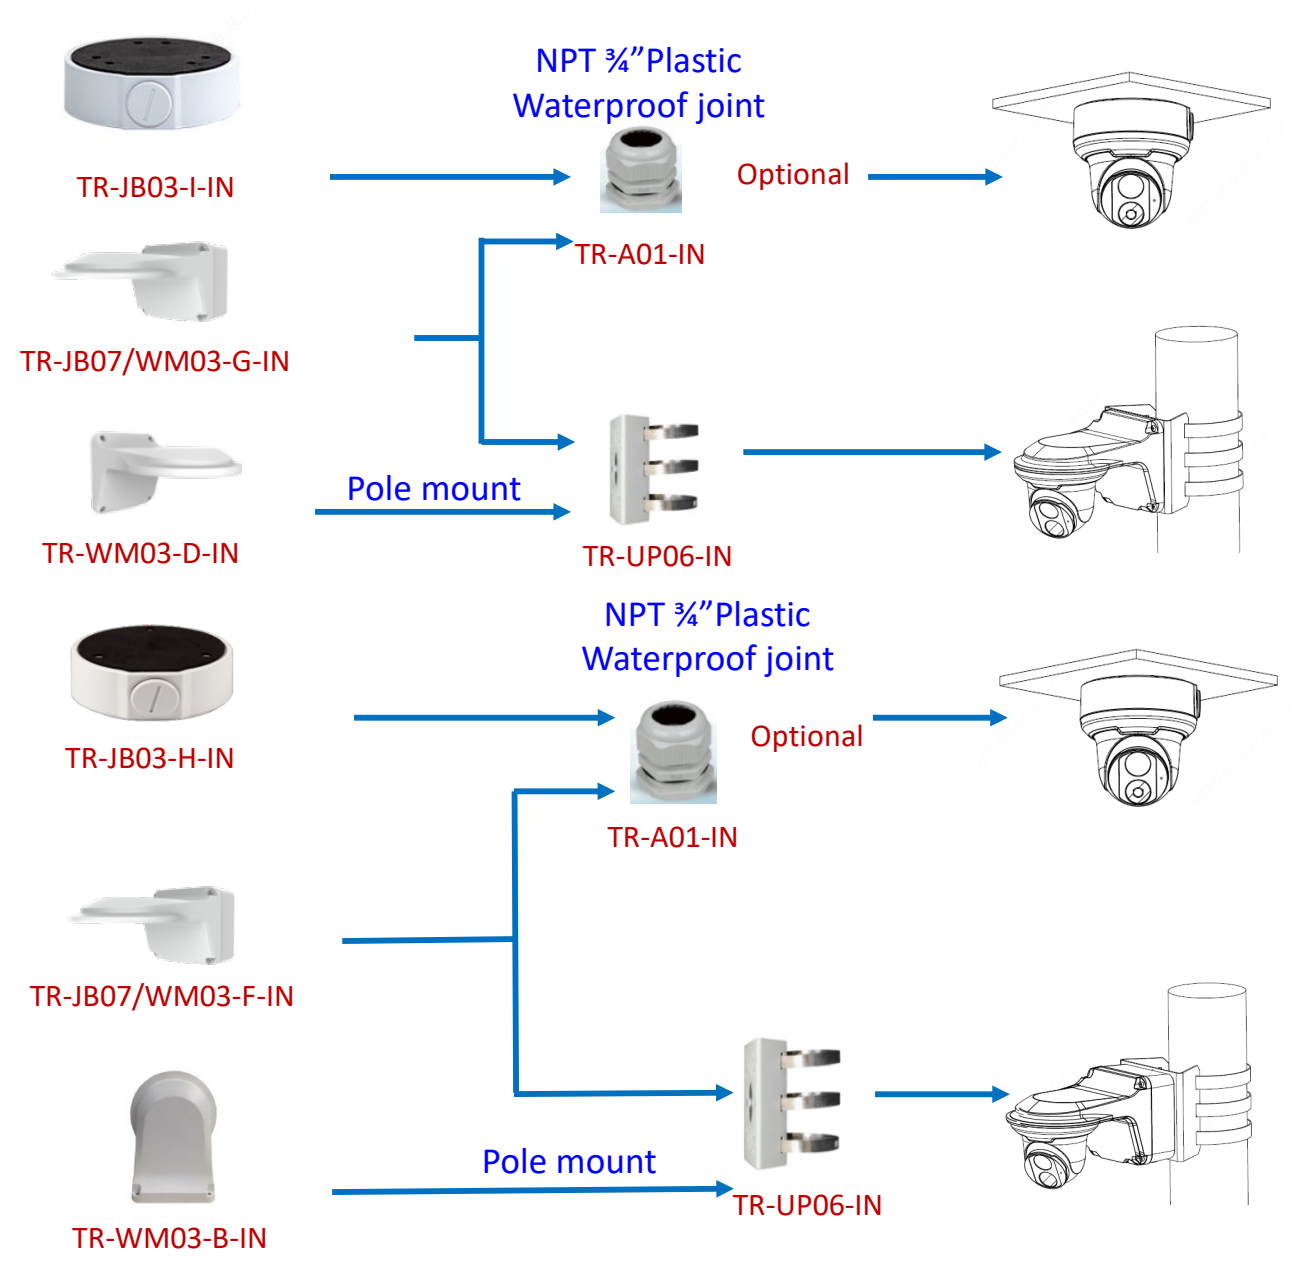 NPT ¾”Plastic
Waterproof joint
TR-JB03-I-IN
Optional
TR-A01-IN
TR-JB07/WM03-G-IN
Pole mount
TR-WM03-D-IN
TR-UP06-IN
NPT ¾”Plastic
Waterproof joint
TR-JB03-H-IN
Optional
TR-A01-IN
TR-JB07/WM03-F-IN
Pole mount
TR-UP06-IN
TR-WM03-B-IN